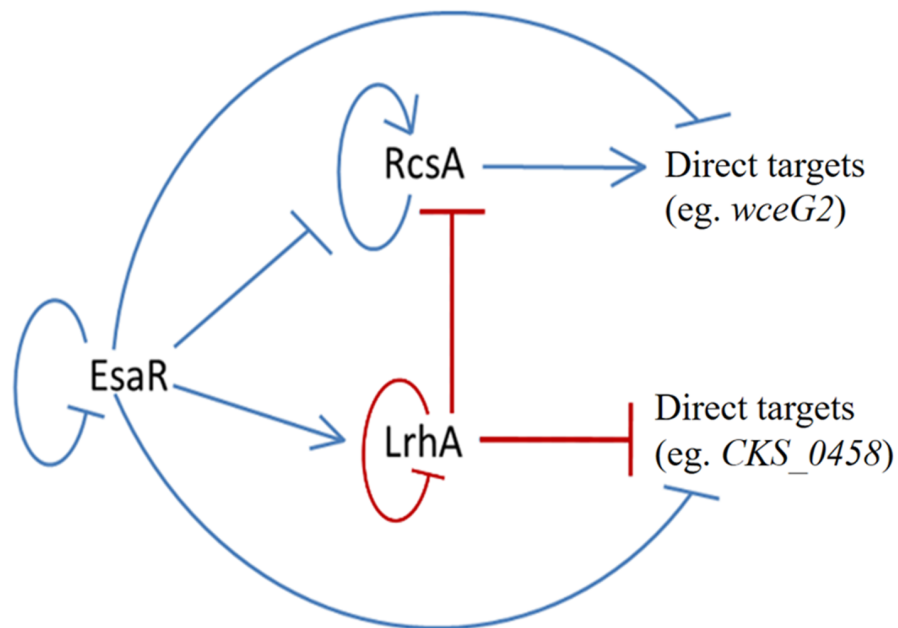 RcsA
Direct targets
(eg. wceG2)
EsaR
LrhA
Direct targets
(eg. CKS_0458)